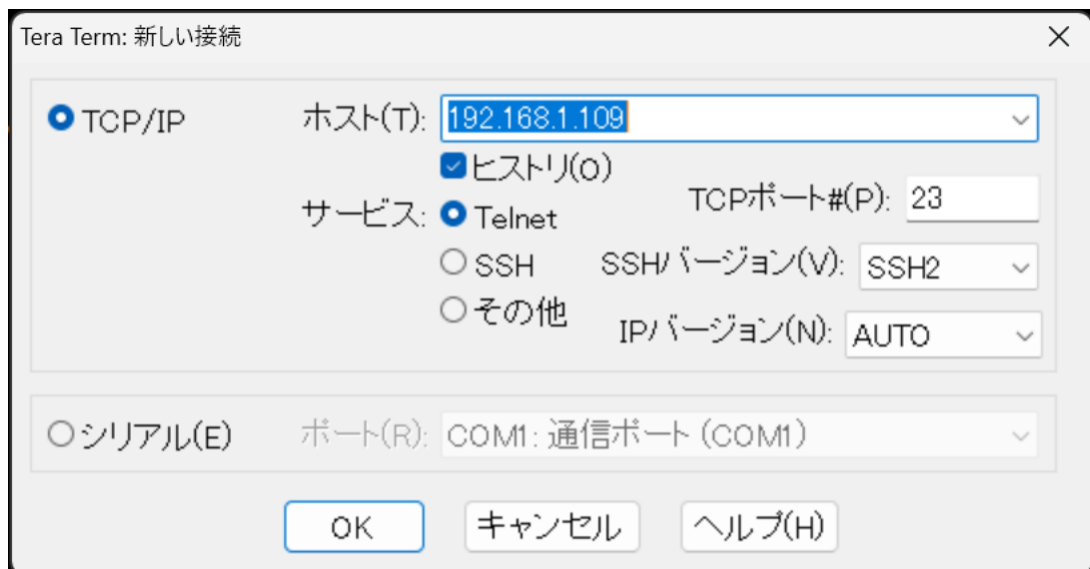 Tera Term: 新しい接続
TCP/IP
ホスト(T): 192.168.1.109
ヒストリ(O)
サービス: Telnet
TCPポート#(P): 23
SSH
SSHバージョン(V): SSH2
その他
IPバージョン(N): AUTO
シリアル(E)
ポート(R): COM1: 通信ポート (COM1)
OK
キャンセル
ヘルプ(H)